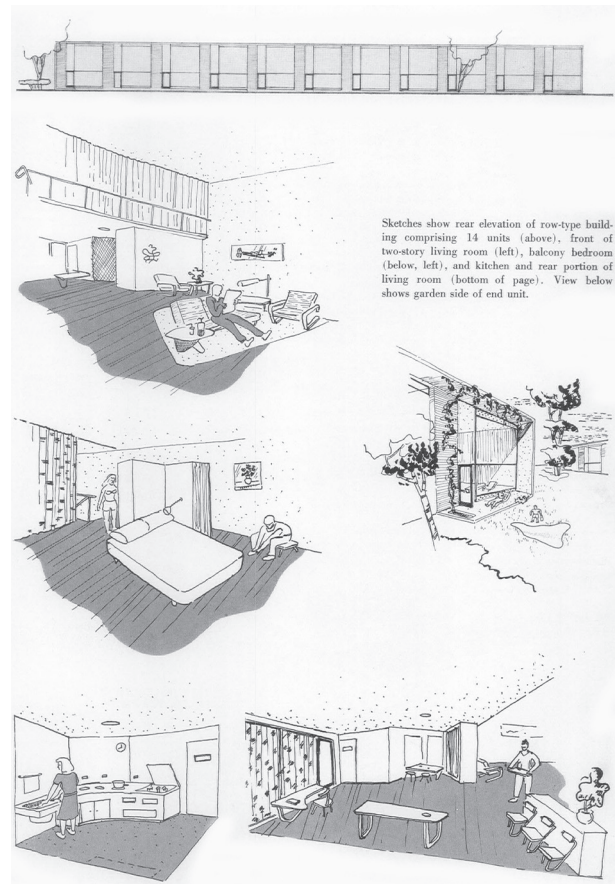 Sketches show rear elevation of row-type build-
ing comprising 14 units (above), front of
two-story living room (left), balcony bedroom
(below, left), and kitchen and rear portion of
living room (bottom of page). View below
shows garden side of end unit.